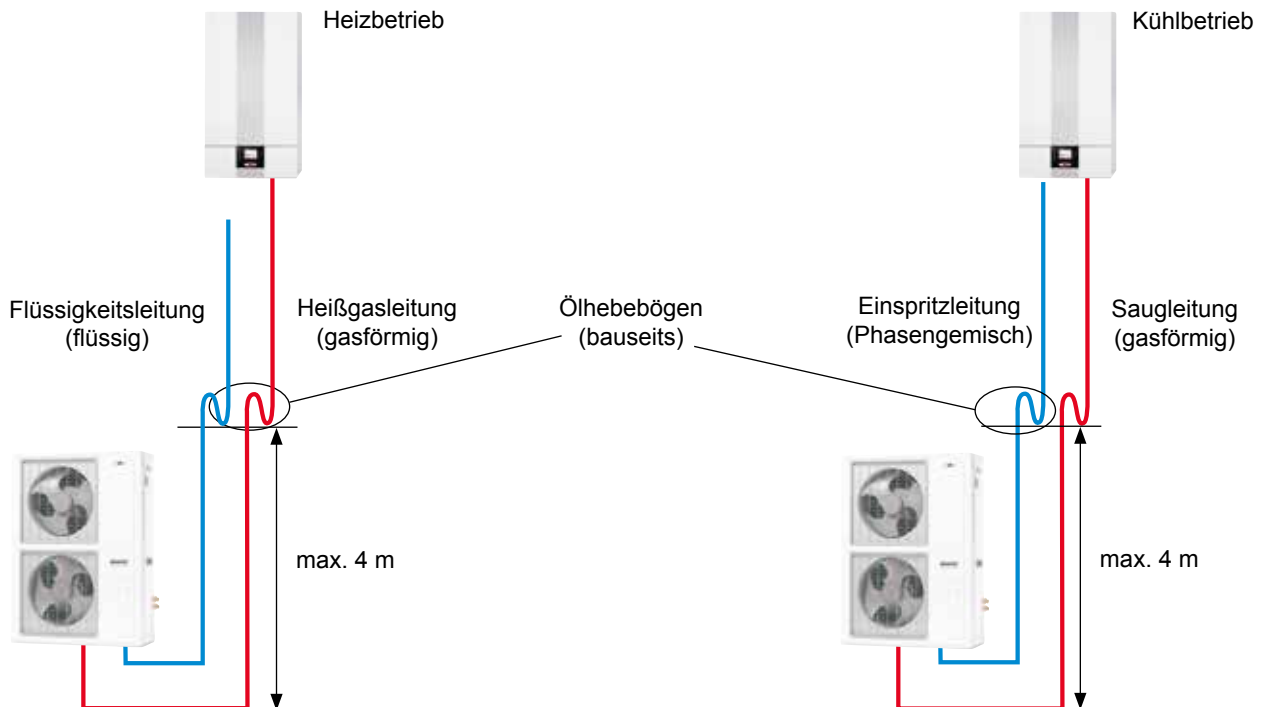 Heizbetrieb
Kühlbetrieb
Flüssigkeitsleitung
(flüssig)
Heißgasleitung
(gasförmig)
Ölhebebögen
(bauseits)
Einspritzleitung
(Phasengemisch)
Saugleitung
(gasförmig)
max. 4 m
max. 4 m